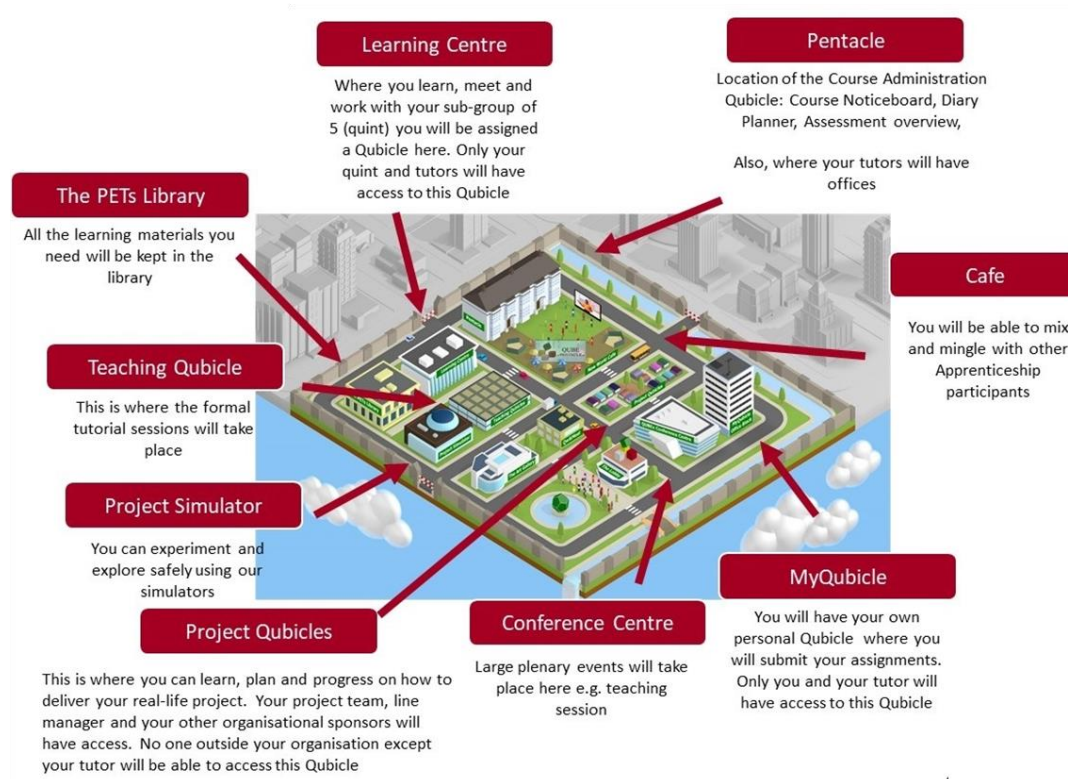 Learning Centre
Where you learn, meet and
work with your sub-group of
5 (quint) you will be assigned
a Qubicle here. Only your
quint and tutors will have
access to this Qubicle
Pentacle
Location of the Course Administration
Qubicle: Course Noticeboard, Diary
Planner, Assessment overview,
Also, where your tutors will have
offices
The PETs Library
All the learning materials you
need will be kept in the
library
Cafe
You will be able to mix
and mingle with other
Apprenticeship
participants
Teaching Qubicle
This is where the formal
tutorial sessions will take
place
Project Simulator
You can experiment and
explore safely using our
simulators
Project Qubicles
This is where you can learn, plan and progress on how to
deliver your real-life project. Your project team, line
manager and your other organisational sponsors will
have access. No one outside your organisation except
your tutor will be able to access this Qubicle
Conference Centre
Large plenary events will take
place here e.g. teaching
session
MyQubicle
You will have your own
personal Qubicle where you
will submit your assignments.
Only you and your tutor will
have access to this Qubicle
QUBE